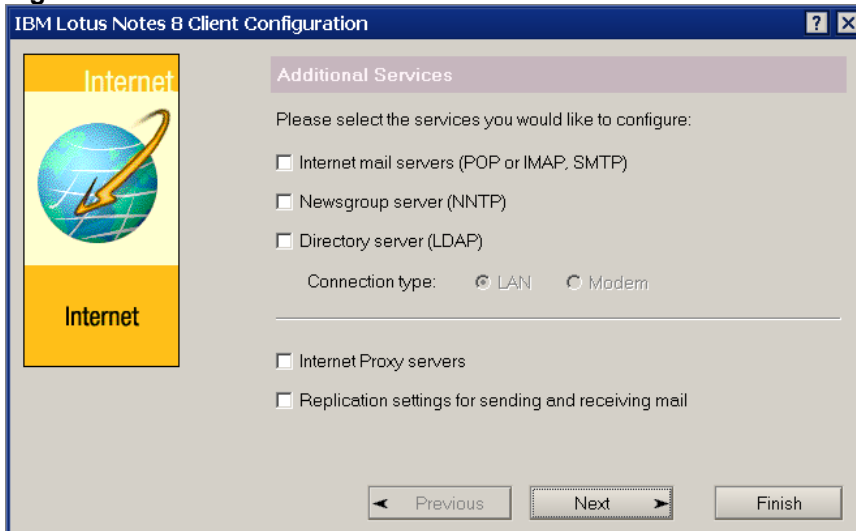 IBM Lotus Notes 8 Client Configuration
Internet
Additional Services
Please select the services you would like to configure:
Internet mail servers (POP or IMAP, SMTP)
Newsgroup server (NNTP)
Directory server (LDAP)
Connection type: LAN Modem
Internet
Internet Proxy servers
Replication settings for sending and receiving mail
Previous Next Finish